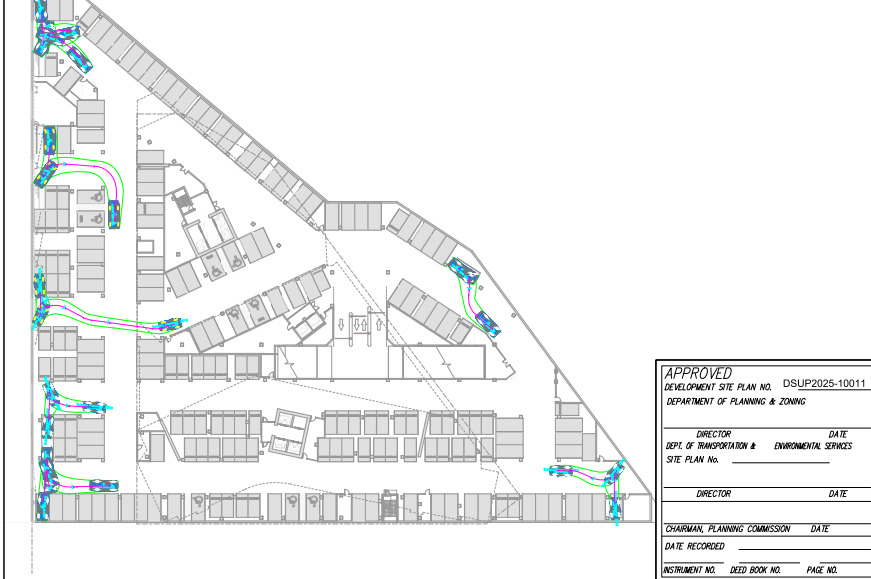 APPROVED
DEVELOPMENT SITE PLAN NO. DSUP2025-10011
DEPARTMENT OF PLANNING & ZONING
DIRECTOR DATE
DEPT. OF TRANSPORTATION & ENVIRONMENTAL SERVICES
SITE PLAN No.
DIRECTOR DATE
CHAIRMAN, PLANNING COMMISSION DATE
DATE RECORDED
INSTRUMENT NO. DEED BOOK NO. PAGE NO.